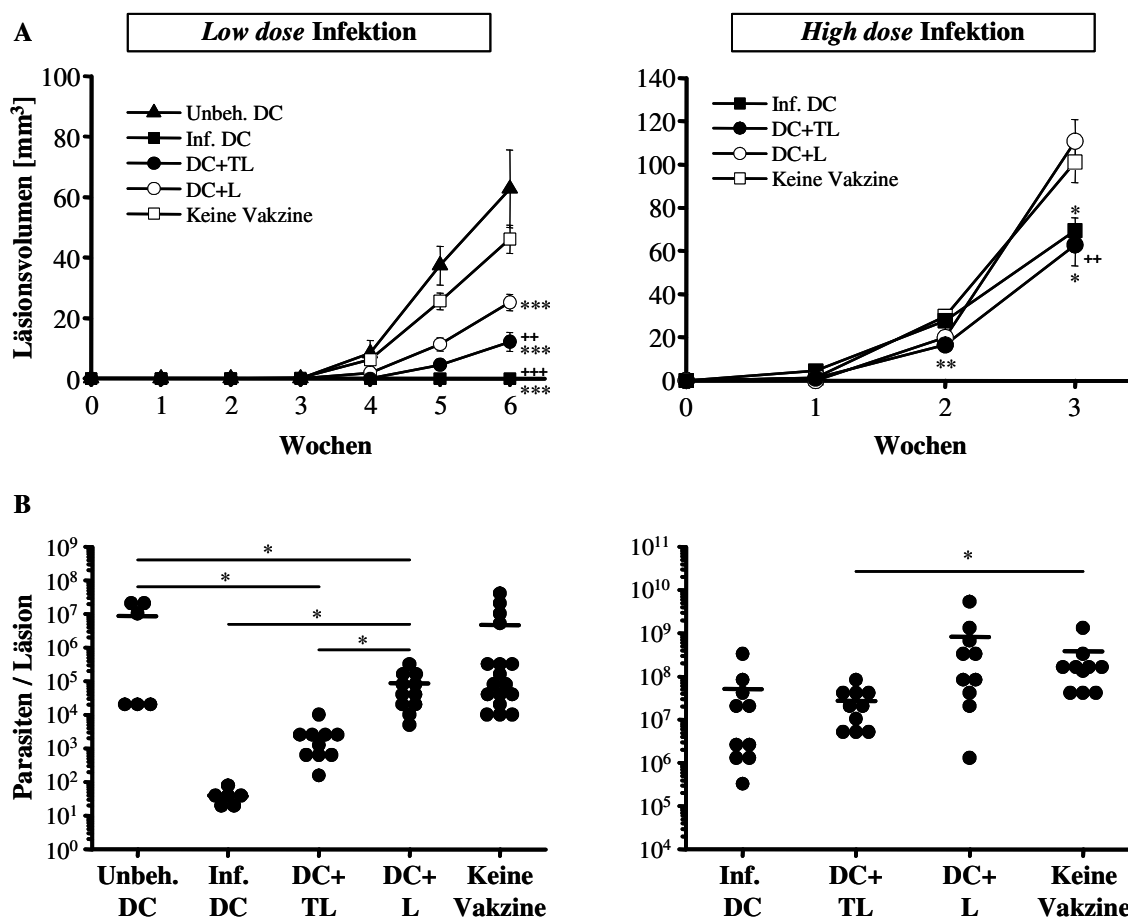 A
Low dose Infektion
High dose Infektion
Läsionsvolumen [mm³]
100
80
60
40
20
0
Unbeh. DC
Inf. DC
DC+TL
DC+L
Keine Vakzine
***
++
***
+++
***
0 1 2 3 4 5 6
Wochen
140
120
100
80
60
40
20
0
Inf. DC
DC+TL
DC+L
Keine Vakzine
*
++
*
**
0 1 2 3
Wochen
B
Parasiten / Läsion
10⁹
10⁸
10⁷
10⁶
10⁵
10⁴
10³
10²
10¹
10⁰
*
*
*
*
Unbeh. DC
Inf. DC
DC+ TL
DC+ L
Keine Vakzine
10¹¹
10¹⁰
10⁹
10⁸
10⁷
10⁶
10⁵
10⁴
*
Inf. DC
DC+ TL
DC+ L
Keine Vakzine